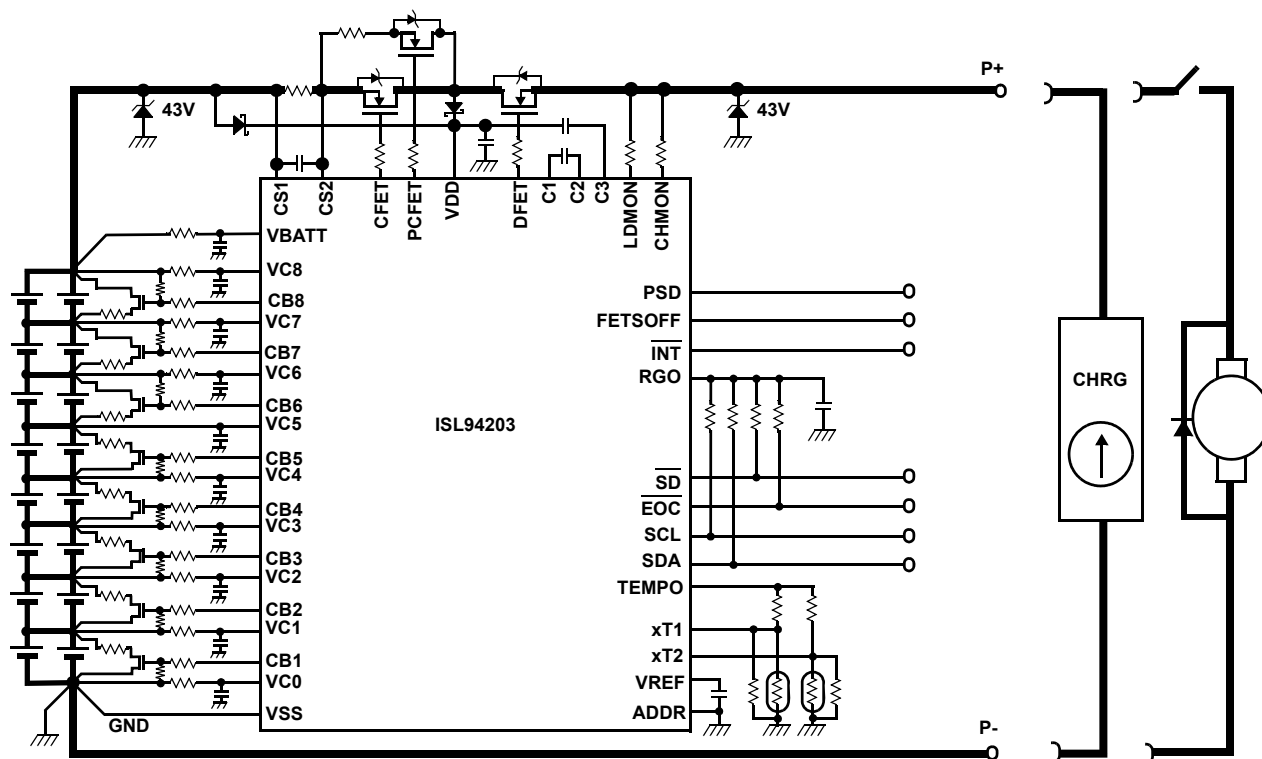 P+
43V
43V
CS1
CS2
CFET
PCFET
VDD
DFET
C1
C2
C3
LDMON
CHMON
VBATT
VC8
CB8
VC7
CB7
VC6
CB6
VC5
CB5
VC4
CB4
VC3
CB3
VC2
CB2
VC1
CB1
VC0
VSS
GND
ISL94203
PSD
FETSOFF
INT
RGO
SD
EOC
SCL
SDA
TEMPO
xT1
xT2
VREF
ADDR
CHRG
P-